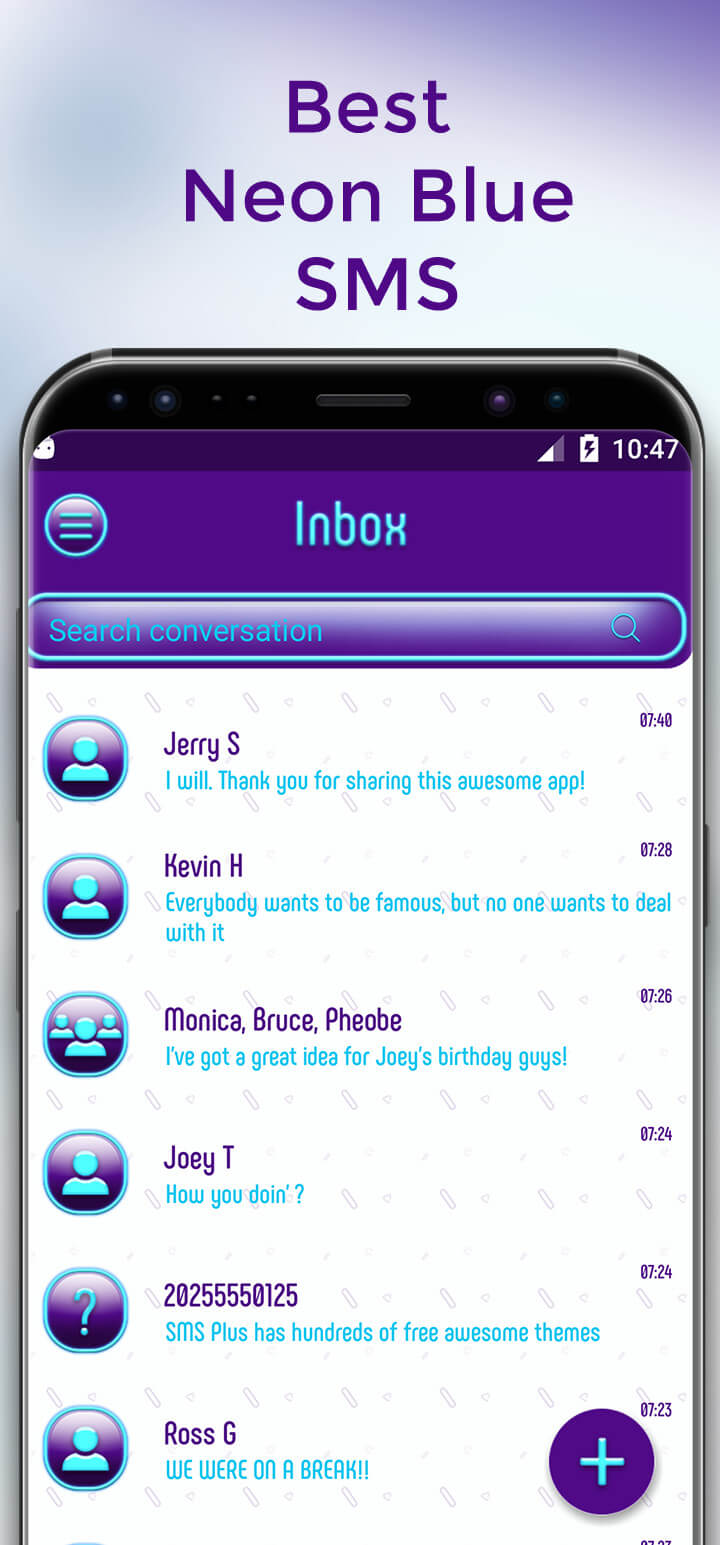 Best
Neon Blue
SMS
10:47
Inbox
Search conversation
07:40
Jerry S
I will. Thank you for sharing this awesome app!
07:28
Kevin H
Everybody wants to be famous, but no one wants to deal
with it
07:26
Monica, Bruce, Pheobe
I've got a great idea for Joey's birthday guys!
07:24
Joey T
How you doin' ?
07:24
20255550125
SMS Plus has hundreds of free awesome themes
07:23
Ross G
WE WERE ON A BREAK!!